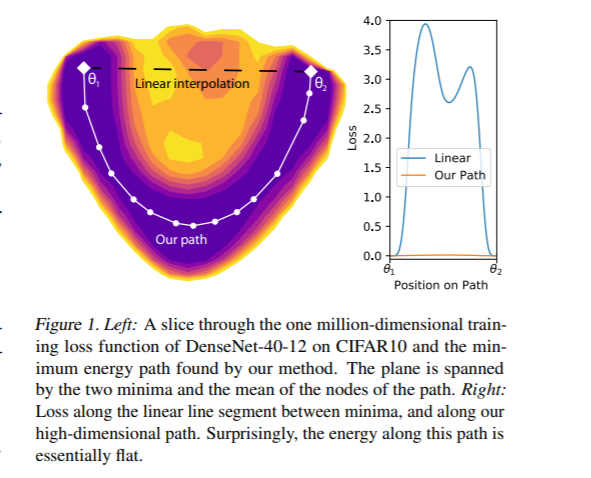 θ1
Linear interpolation
θ2
Our path
4.0
3.5
3.0
2.5
2.0
1.5
1.0
0.5
0.0
Loss
Linear
Our Path
θ1
θ2
Position on Path
Figure 1. Left: A slice through the one million-dimensional train-
ing loss function of DenseNet-40-12 on CIFAR10 and the min-
imum energy path found by our method. The plane is spanned
by the two minima and the mean of the nodes of the path. Right:
Loss along the linear line segment between minima, and along our
high-dimensional path. Surprisingly, the energy along this path is
essentially flat.